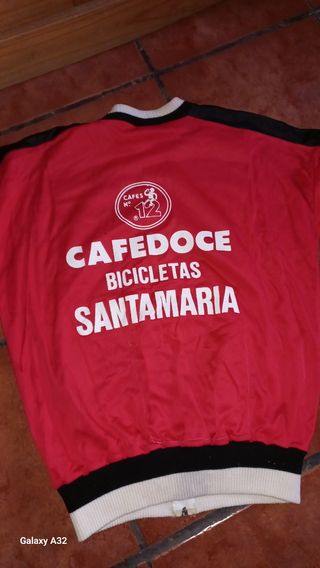 CAFES
Nº 12
®
CAFEDOCE
BICICLETAS
SANTAMARIA
Galaxy A32